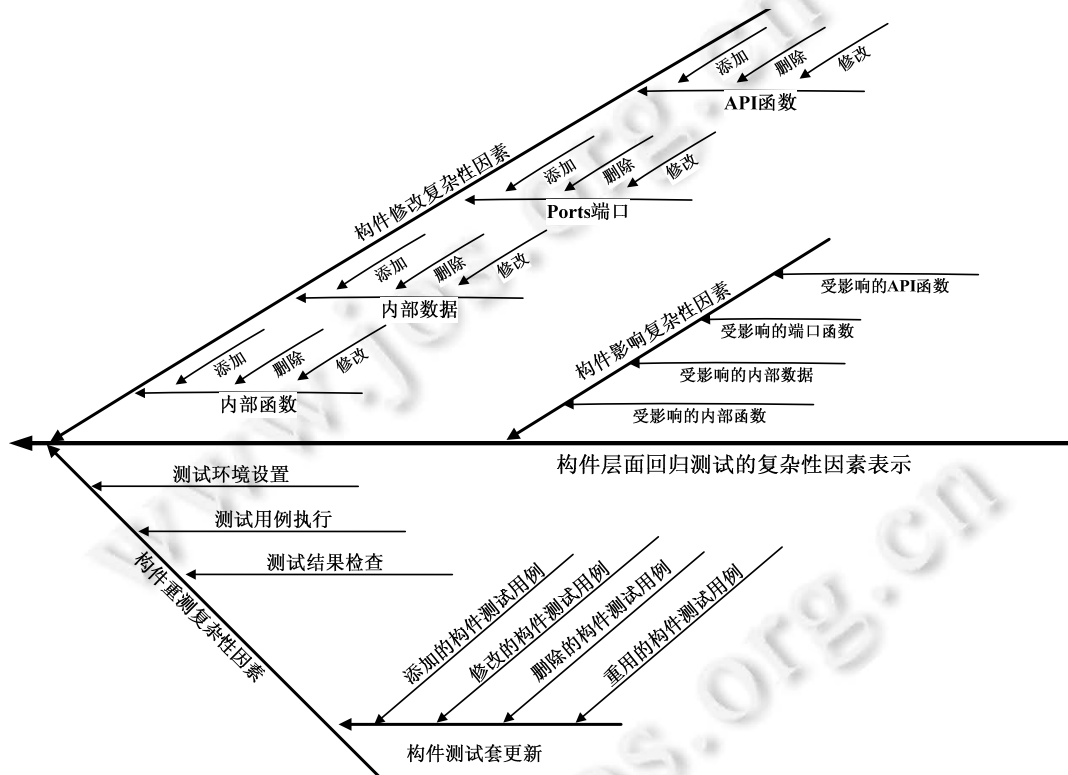 添加
删除
修改
API函数
构件修改复杂性因素
添加
删除
修改
Ports端口
添加
删除
修改
内部数据
添加
删除
修改
内部函数
构件影响复杂性因素
受影响的API函数
受影响的端口函数
受影响的内部数据
受影响的内部函数
构件层面回归测试的复杂性因素表示
测试环境设置
测试用例执行
测试结果检查
构件重测复杂性因素
添加的构件测试用例
修改的构件测试用例
删除的构件测试用例
重用的构件测试用例
构件测试套更新
www.jos.org.cn
os.org.cn